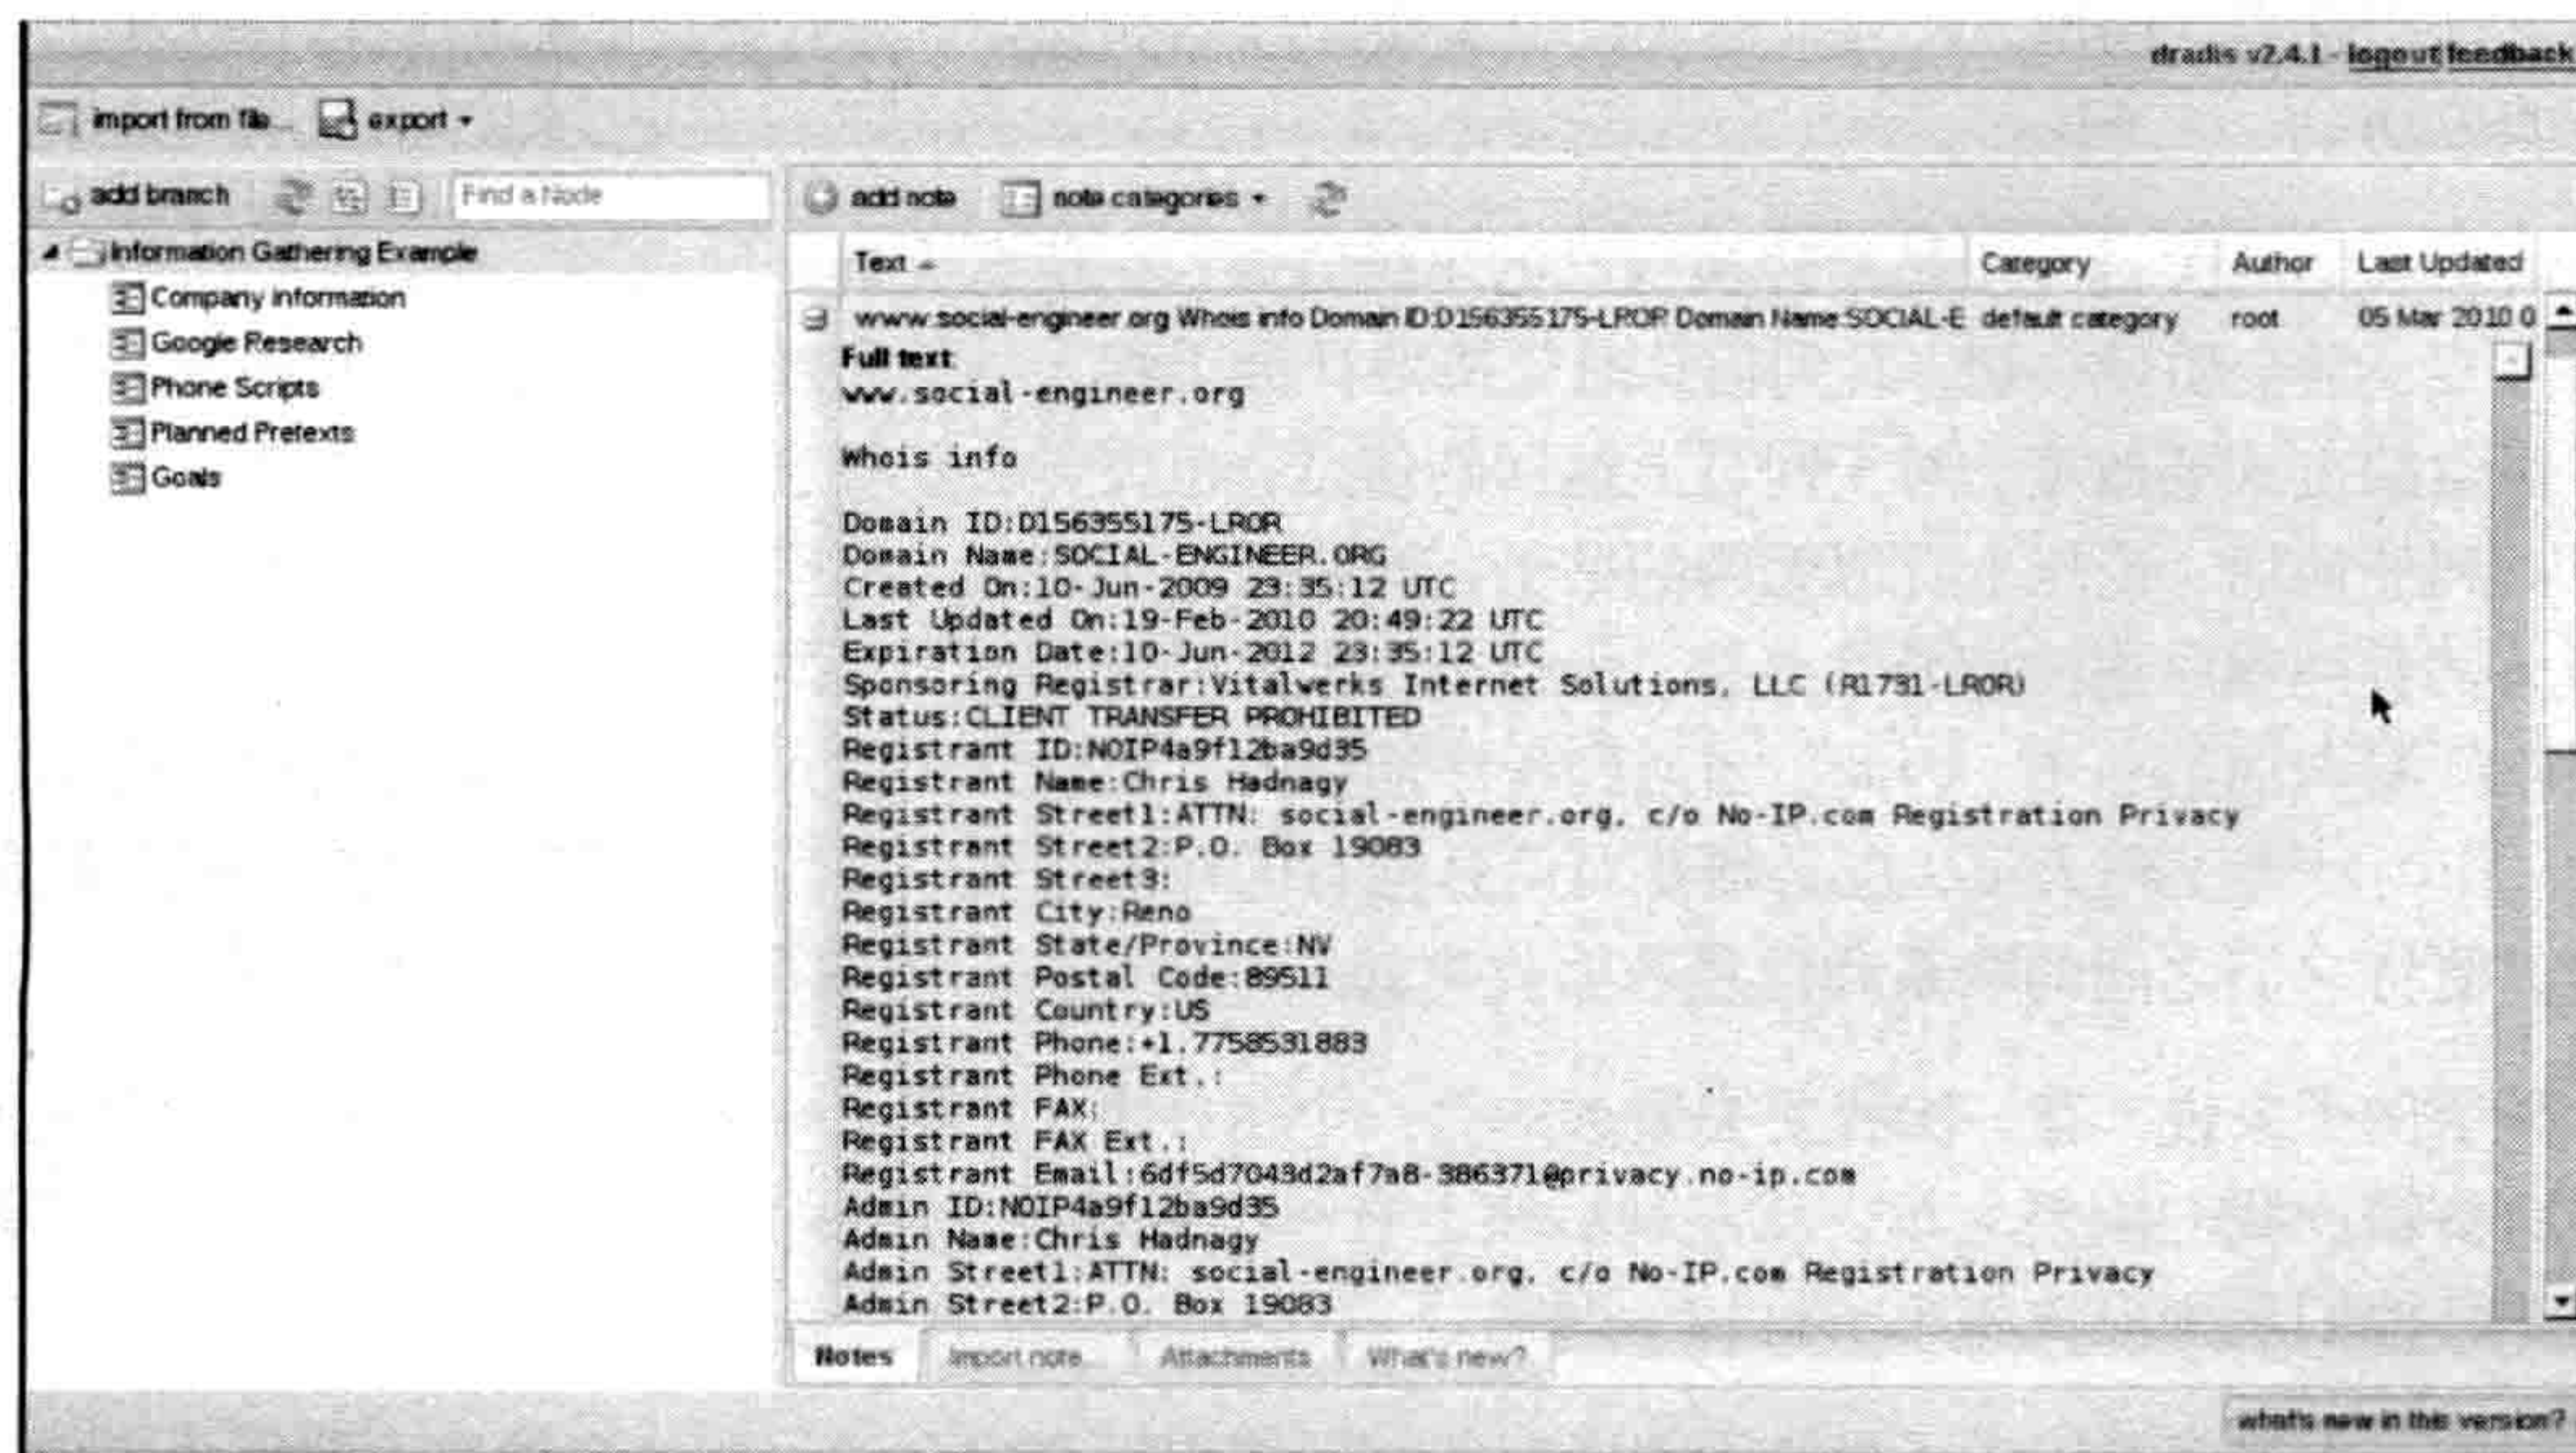 dradis v2.4.1 - logout feedback
import from file... export
add branch Find a Node
Information Gathering Example
Company information
Google Research
Phone Scripts
Planned Pretexts
Goals
add note note categories
Text Category Author Last Updated
www.social-engineer.org Whois info Domain ID:D156355175-LROR Domain Name:SOCIAL-E default category root 05 Mar 2010 0
Full text:
www.social-engineer.org
Whois info
Domain ID:D156355175-LROR
Domain Name:SOCIAL-ENGINEER.ORG
Created On:10-Jun-2009 23:35:12 UTC
Last Updated On:19-Feb-2010 20:49:22 UTC
Expiration Date:10-Jun-2012 23:35:12 UTC
Sponsoring Registrar:Vitalwerks Internet Solutions, LLC (R1731-LROR)
Status:CLIENT TRANSFER PROHIBITED
Registrant ID:NOIP4a9f12ba9d35
Registrant Name:Chris Hadnagy
Registrant Street1:ATTN: social-engineer.org, c/o No-IP.com Registration Privacy
Registrant Street2:P.O. Box 19083
Registrant Street3:
Registrant City:Reno
Registrant State/Province:NV
Registrant Postal Code:89511
Registrant Country:US
Registrant Phone:+1.7758531883
Registrant Phone Ext.:
Registrant FAX:
Registrant FAX Ext.:
Registrant Email:6df5d7043d2af7a8-386371@privacy.no-ip.com
Admin ID:NOIP4a9f12ba9d35
Admin Name:Chris Hadnagy
Admin Street1:ATTN: social-engineer.org, c/o No-IP.com Registration Privacy
Admin Street2:P.O. Box 19083
Notes Import note... Attachments What's new?
what's new in this version?